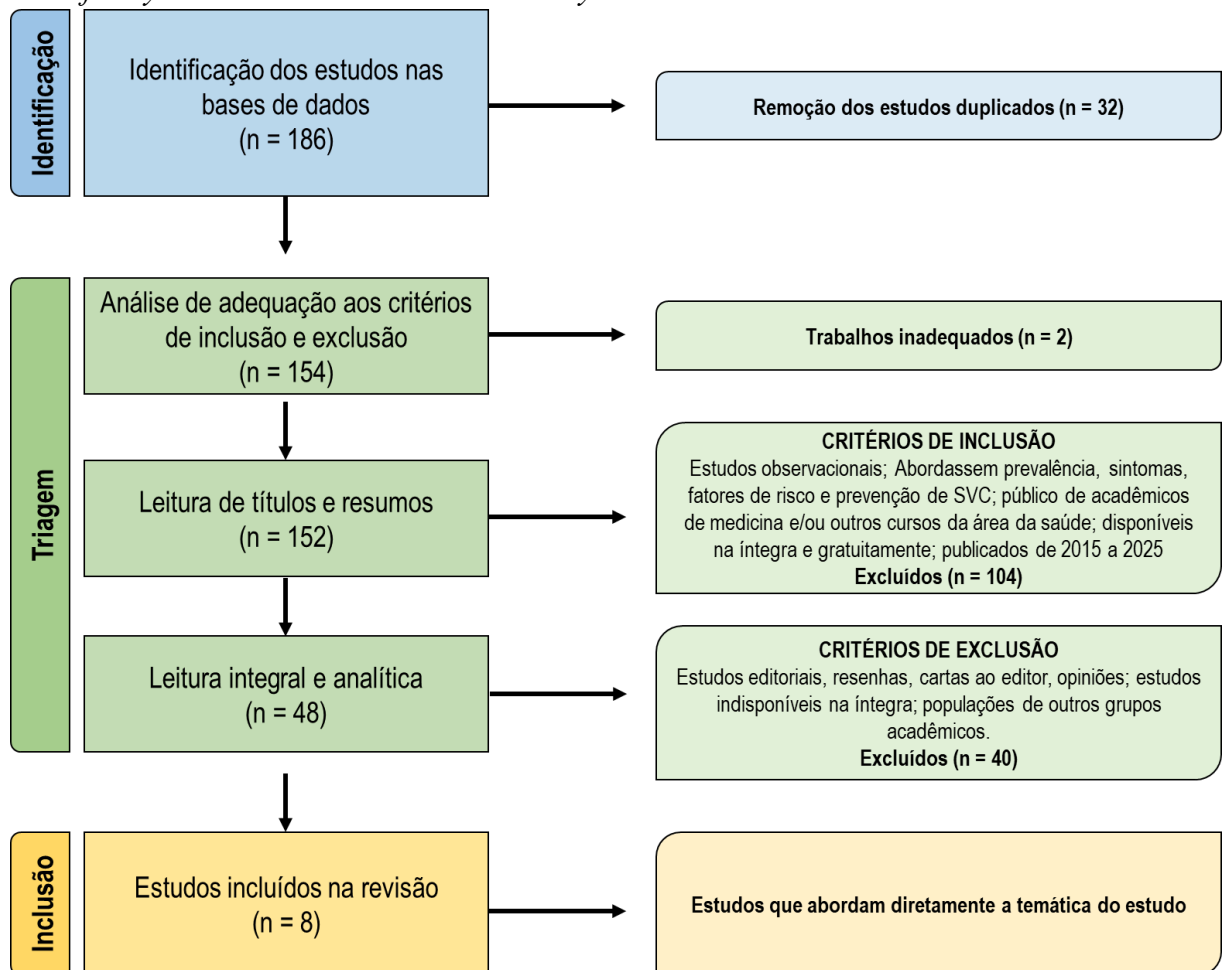 Identificação
Identificação dos estudos nas
bases de dados
(n = 186)
Remoção dos estudos duplicados (n = 32)
Triagem
Análise de adequação aos critérios
de inclusão e exclusão
(n = 154)
Trabalhos inadequados (n = 2)
Leitura de títulos e resumos
(n = 152)
CRITÉRIOS DE INCLUSÃO
Estudos observacionais; Abordassem prevalência, sintomas,
fatores de risco e prevenção de SVC; público de acadêmicos
de medicina e/ou outros cursos da área da saúde; disponíveis
na íntegra e gratuitamente; publicados de 2015 a 2025
Excluídos (n = 104)
Leitura integral e analítica
(n = 48)
CRITÉRIOS DE EXCLUSÃO
Estudos editoriais, resenhas, cartas ao editor, opiniões; estudos
indisponíveis na íntegra; populações de outros grupos
acadêmicos.
Excluídos (n = 40)
Inclusão
Estudos incluídos na revisão
(n = 8)
Estudos que abordam diretamente a temática do estudo